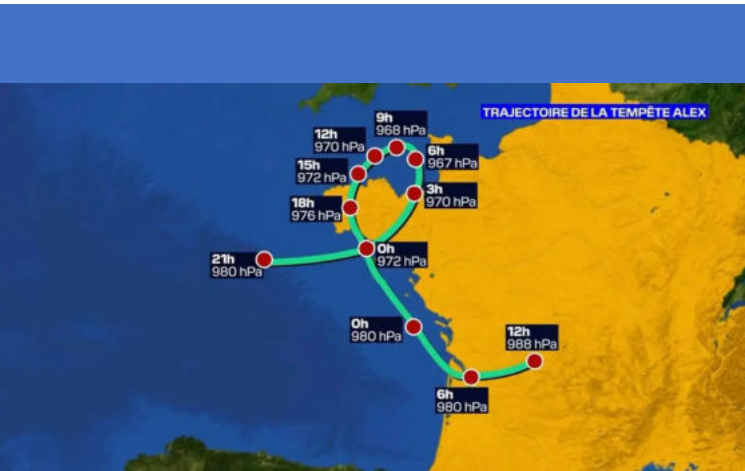 TRAJECTOIRE DE LA TEMPÊTE ALEX
9h
968 hPa
12h
970 hPa
6h
967 hPa
15h
972 hPa
3h
970 hPa
18h
976 hPa
0h
972 hPa
21h
980 hPa
0h
980 hPa
12h
988 hPa
6h
980 hPa